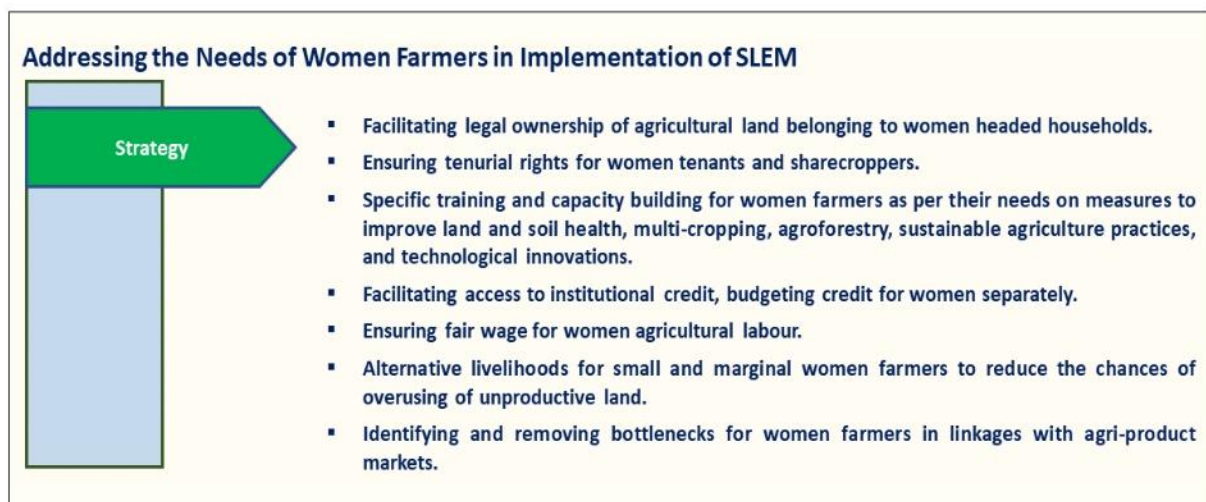 Addressing the Needs of Women Farmers in Implementation of SLEM
Strategy
▪ Facilitating legal ownership of agricultural land belonging to women headed households.
▪ Ensuring tenurial rights for women tenants and sharecroppers.
▪ Specific training and capacity building for women farmers as per their needs on measures to
improve land and soil health, multi-cropping, agroforestry, sustainable agriculture practices,
and technological innovations.
▪ Facilitating access to institutional credit, budgeting credit for women separately.
▪ Ensuring fair wage for women agricultural labour.
▪ Alternative livelihoods for small and marginal women farmers to reduce the chances of
overusing of unproductive land.
▪ Identifying and removing bottlenecks for women farmers in linkages with agri-product
markets.